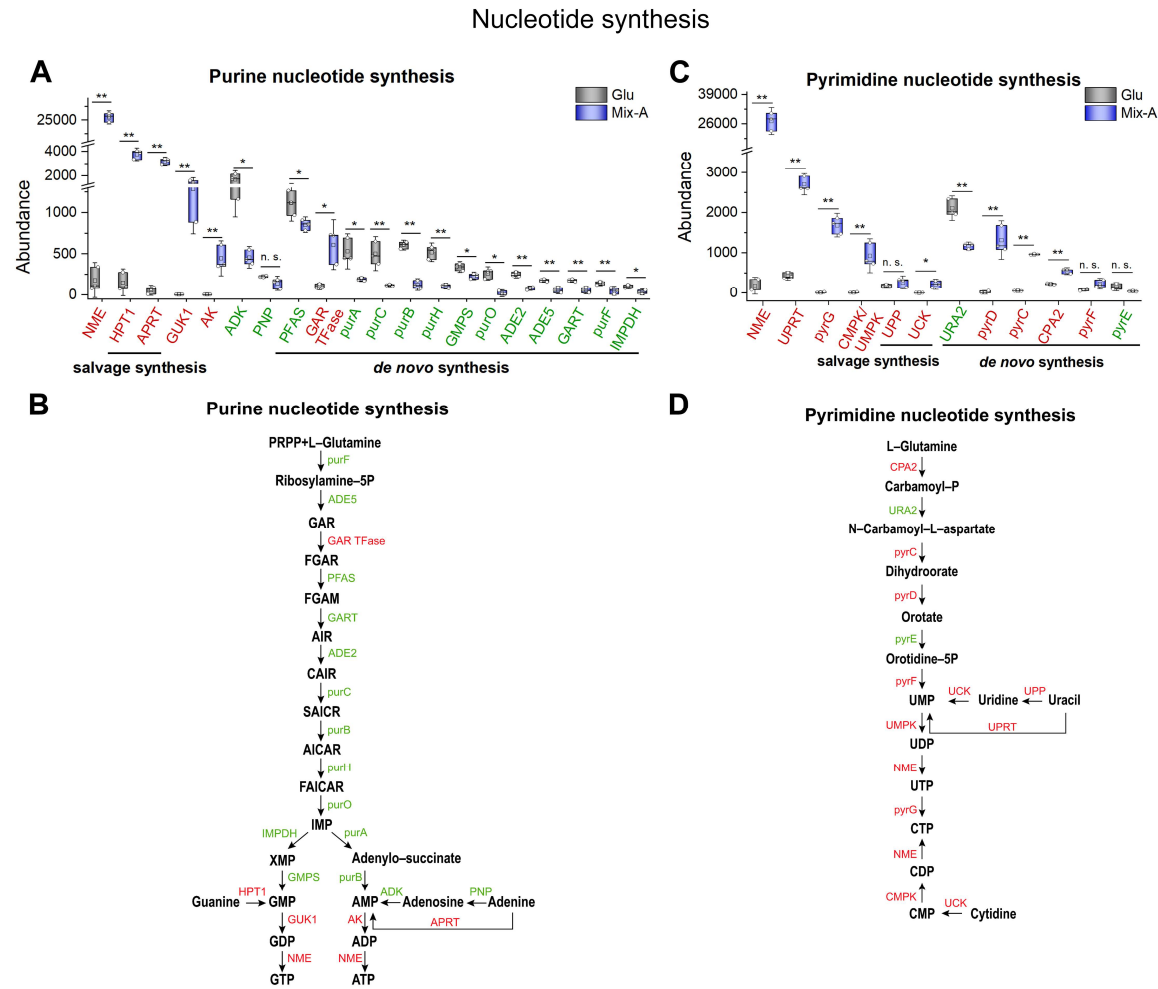 Nucleotide synthesis
A
Purine nucleotide synthesis
Glu
Mix-A
Abundance
25000
4000
2000
1000
500
0
**
**
**
**
**
*
n. s.
*
*
*
**
**
**
*
*
**
**
**
**
*
NME
HPT1
APRT
GUK1
AK
ADK
PNP
PFAS
GAR
TFase
purA
purC
purB
purH
GMPS
purO
ADE2
ADE5
GART
purF
IMPDH
salvage synthesis
de novo synthesis
C
Pyrimidine nucleotide synthesis
Glu
Mix-A
Abundance
39000
26000
3000
2000
1000
0
**
**
**
**
n. s.
*
**
**
**
**
n. s.
n. s.
NME
UPRT
pyrG
CMPK/
UMPK
UPP
UCK
URA2
pyrD
pyrC
CPA2
pyrF
pyrE
salvage synthesis
de novo synthesis
B
Purine nucleotide synthesis
PRPP+L–Glutamine
purF
Ribosylamine–5P
ADE5
GAR
GAR TFase
FGAR
PFAS
FGAM
GART
AIR
ADE2
CAIR
purC
SAICR
purB
AICAR
purH
FAICAR
purO
IMP
IMPDH purA
XMP Adenylo–succinate
GMPS purB ADK PNP
Guanine HPT1 GMP AMP Adenosine Adenine
GUK1 AK APRT
GDP ADP
NME NME
GTP ATP
D
Pyrimidine nucleotide synthesis
L–Glutamine
CPA2
Carbamoyl–P
URA2
N–Carbamoyl–L–aspartate
pyrC
Dihydroorate
pyrD
Orotate
pyrE
Orotidine–5P
pyrF
UCK UPP
UMP Uridine Uracil
UMPK UPRT
UDP
NME
UTP
pyrG
CTP
NME
CDP
CMPK UCK
CMP Cytidine